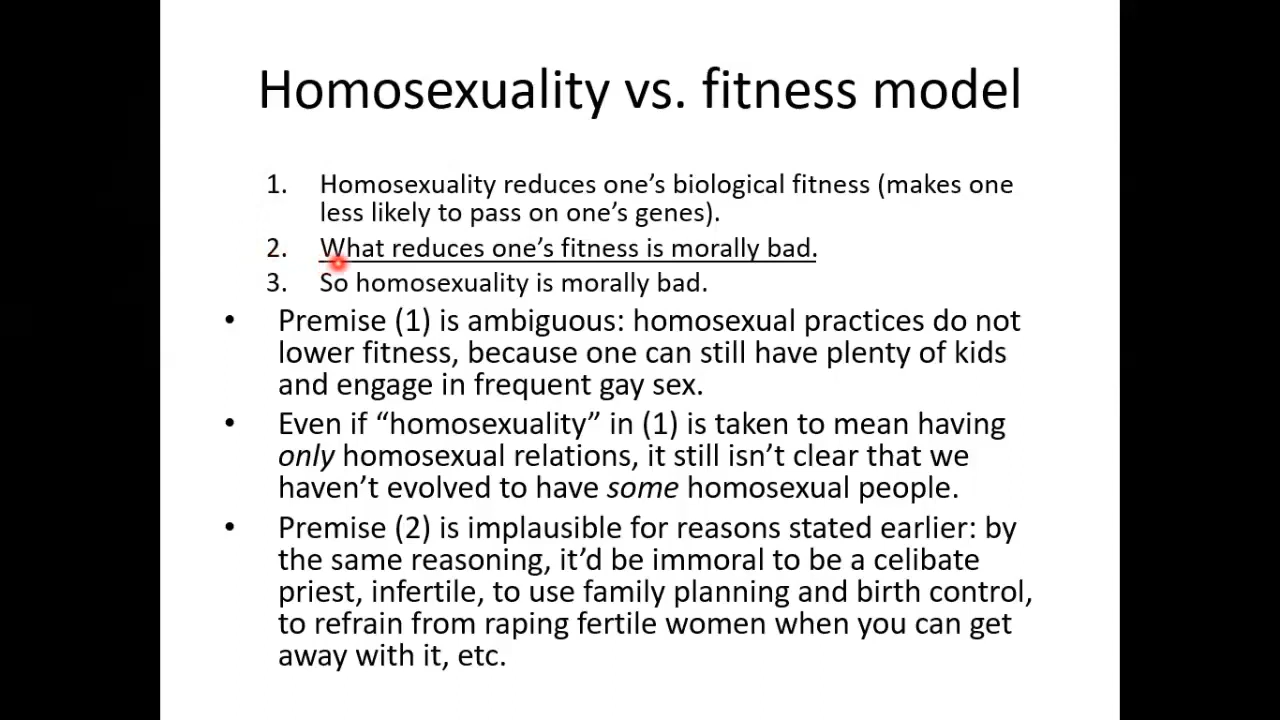 Homosexuality vs. fitness model
1. Homosexuality reduces one’s biological fitness (makes one
less likely to pass on one’s genes).
2. What reduces one’s fitness is morally bad.
3. So homosexuality is morally bad.
• Premise (1) is ambiguous: homosexual practices do not
lower fitness, because one can still have plenty of kids
and engage in frequent gay sex.
• Even if “homosexuality” in (1) is taken to mean having
only homosexual relations, it still isn’t clear that we
haven’t evolved to have some homosexual people.
• Premise (2) is implausible for reasons stated earlier: by
the same reasoning, it’d be immoral to be a celibate
priest, infertile, to use family planning and birth control,
to refrain from raping fertile women when you can get
away with it, etc.